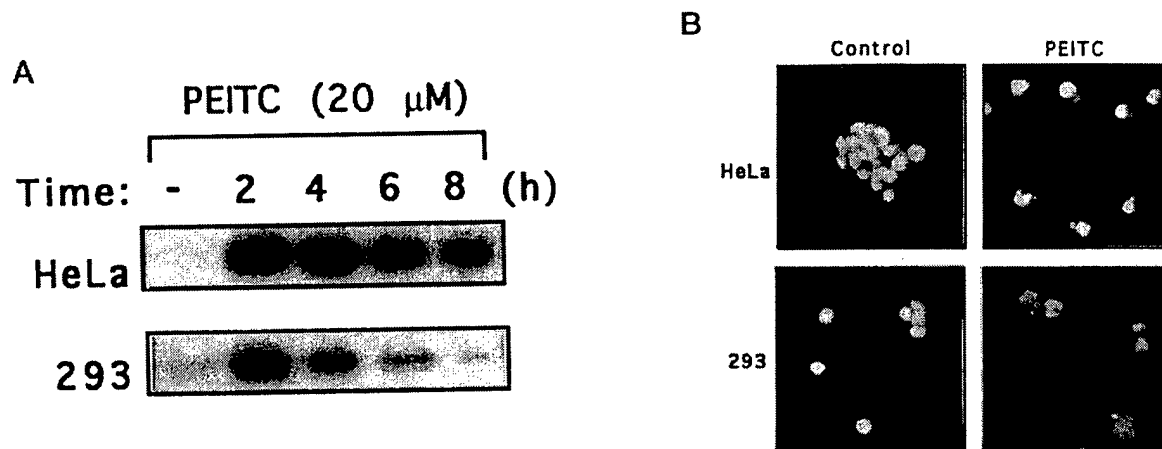 A
PEITC (20 μM)
Time: - 2 4 6 8 (h)
HeLa
293
B
Control PEITC
HeLa
293